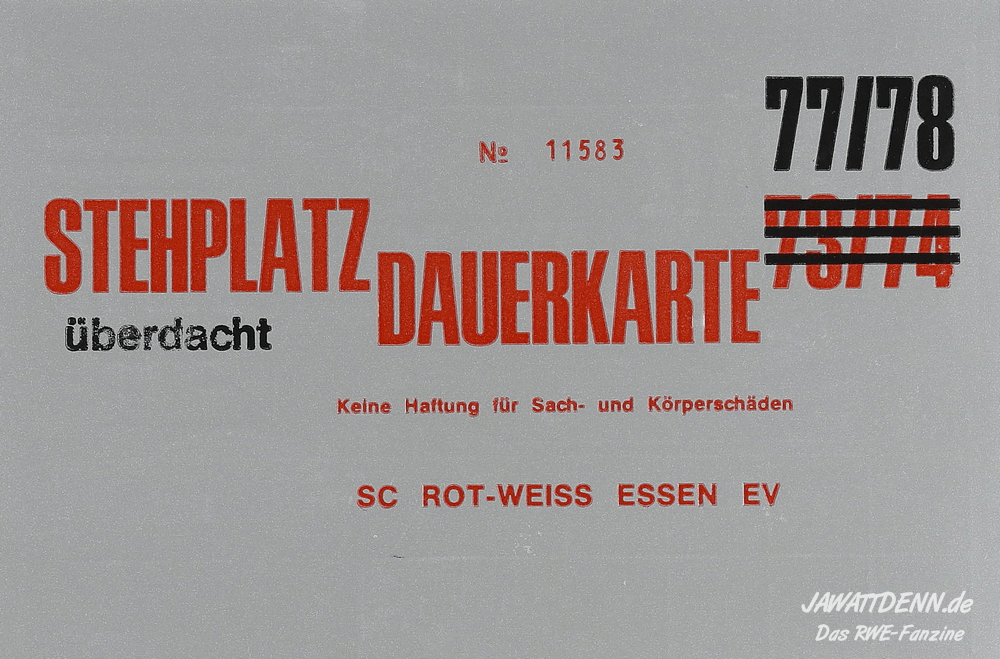 77/78
№ 11583
73/74
STEHPLATZ
DAUERKARTE
überdacht
Keine Haftung für Sach- und Körperschäden
SC ROT-WEISS ESSEN EV
JAWATTDENN.de
Das RWE-Fanzine